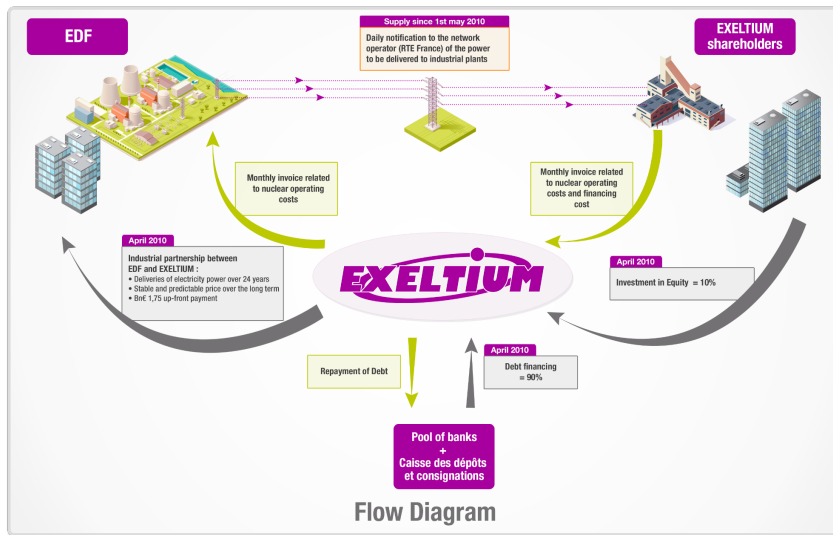 EDF
Supply since 1st may 2010
Daily notification to the network
operator (RTE France) of the power
to be delivered to industrial plants
EXELTIUM
shareholders
Monthly invoice related
to nuclear operating
costs
Monthly invoice related
to nuclear operating
costs and financing
cost
April 2010
Industrial partnership between
EDF and EXELTIUM :
• Deliveries of electricity power over 24 years
• Stable and predictable price over the long term
• Bn€ 1,75 up-front payment
EXELTIUM
April 2010
Investment in Equity = 10%
Repayment of Debt
April 2010
Debt financing
= 90%
Pool of banks
+
Caisse des dépôts
et consignations
Flow Diagram